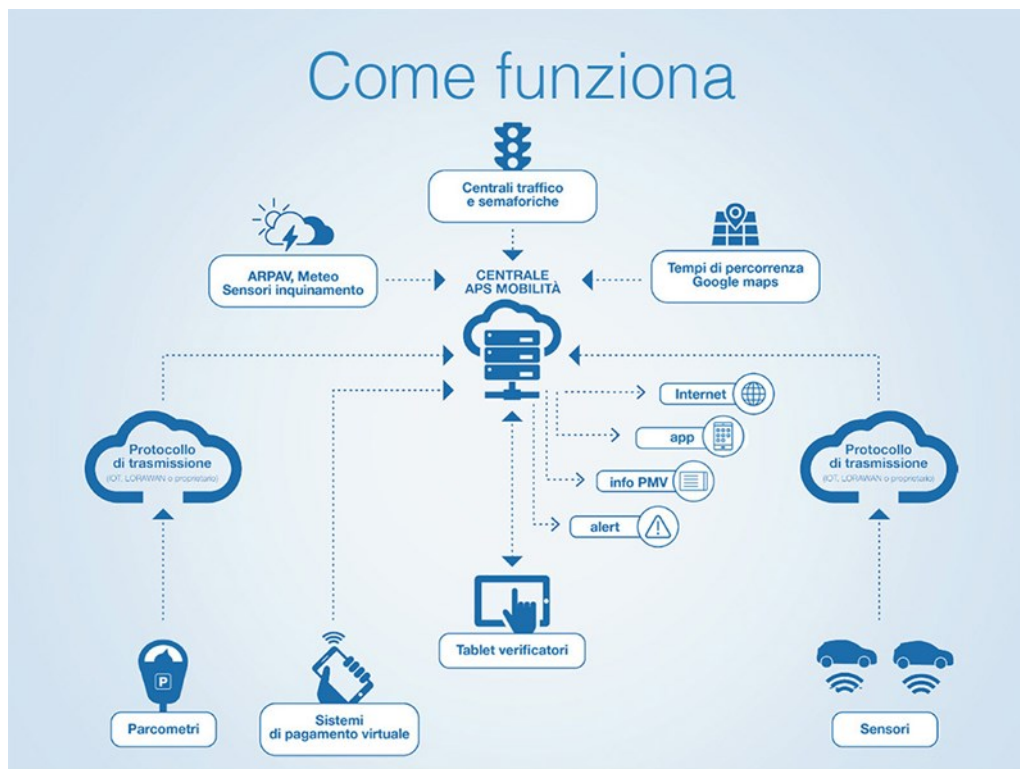 Come funziona
Centrali traffico
e semaforiche
ARPAV, Meteo
Sensori inquinamento
CENTRALE
APS MOBILITÀ
Tempi di percorrenza
Google maps
Protocollo
di trasmissione
(IOT, LORAWAN o proprietario)
Internet
app
info PMV
alert
Protocollo
di trasmissione
(IOT, LORAWAN o proprietario)
Tablet verificatori
P
Parcometri
Sistemi
di pagamento virtuale
Sensori